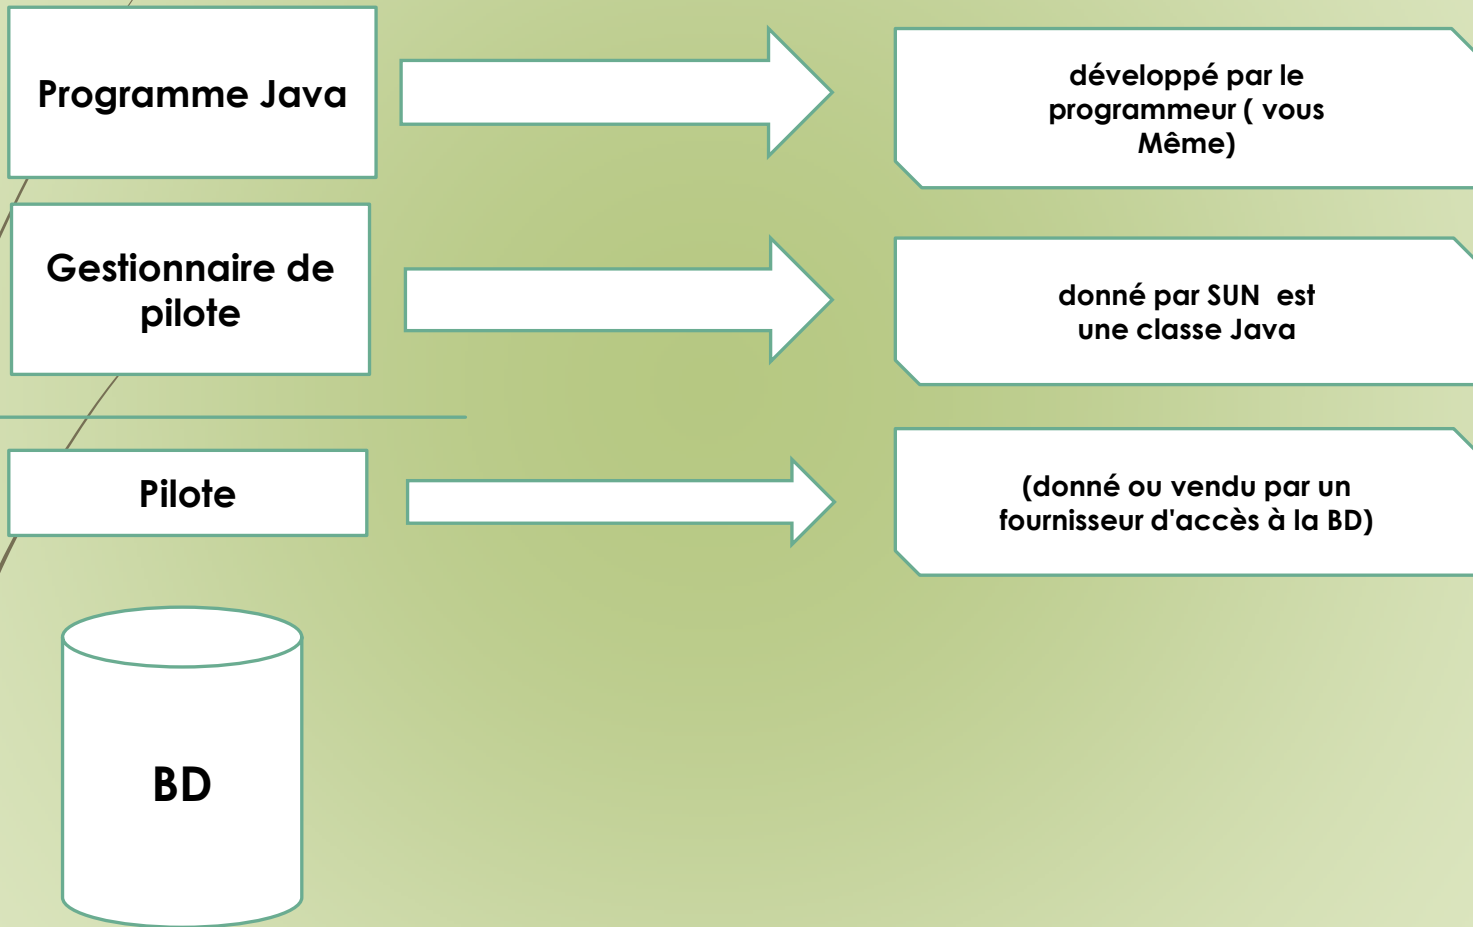 Programme Java
développé par le
programmeur ( vous
Même)
Gestionnaire de
pilote
donné par SUN  est
une classe Java
Pilote
(donné ou vendu par un
fournisseur d'accès à la BD)
BD